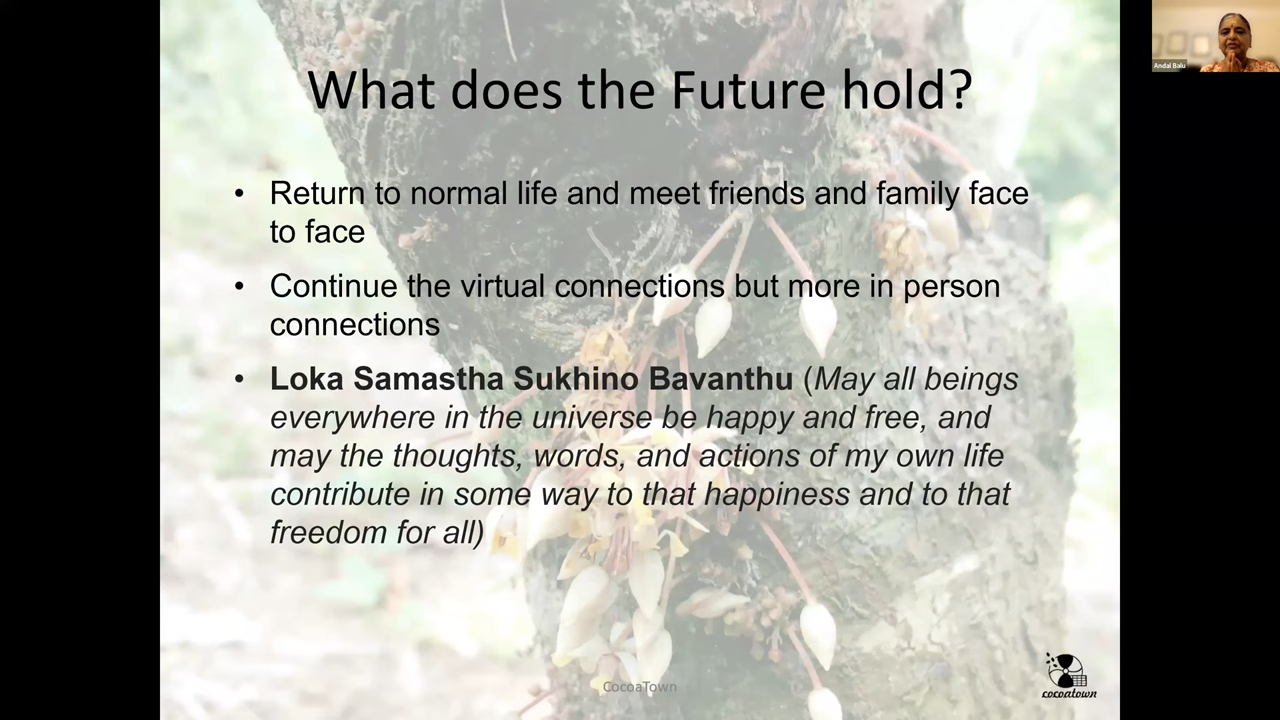 What does the Future hold?
• Return to normal life and meet friends and family face
to face
• Continue the virtual connections but more in person
connections
• Loka Samastha Sukhino Bavanthu (May all beings
everywhere in the universe be happy and free, and
may the thoughts, words, and actions of my own life
contribute in some way to that happiness and to that
freedom for all)
CocoaTown
cocoatown
Andal Balu